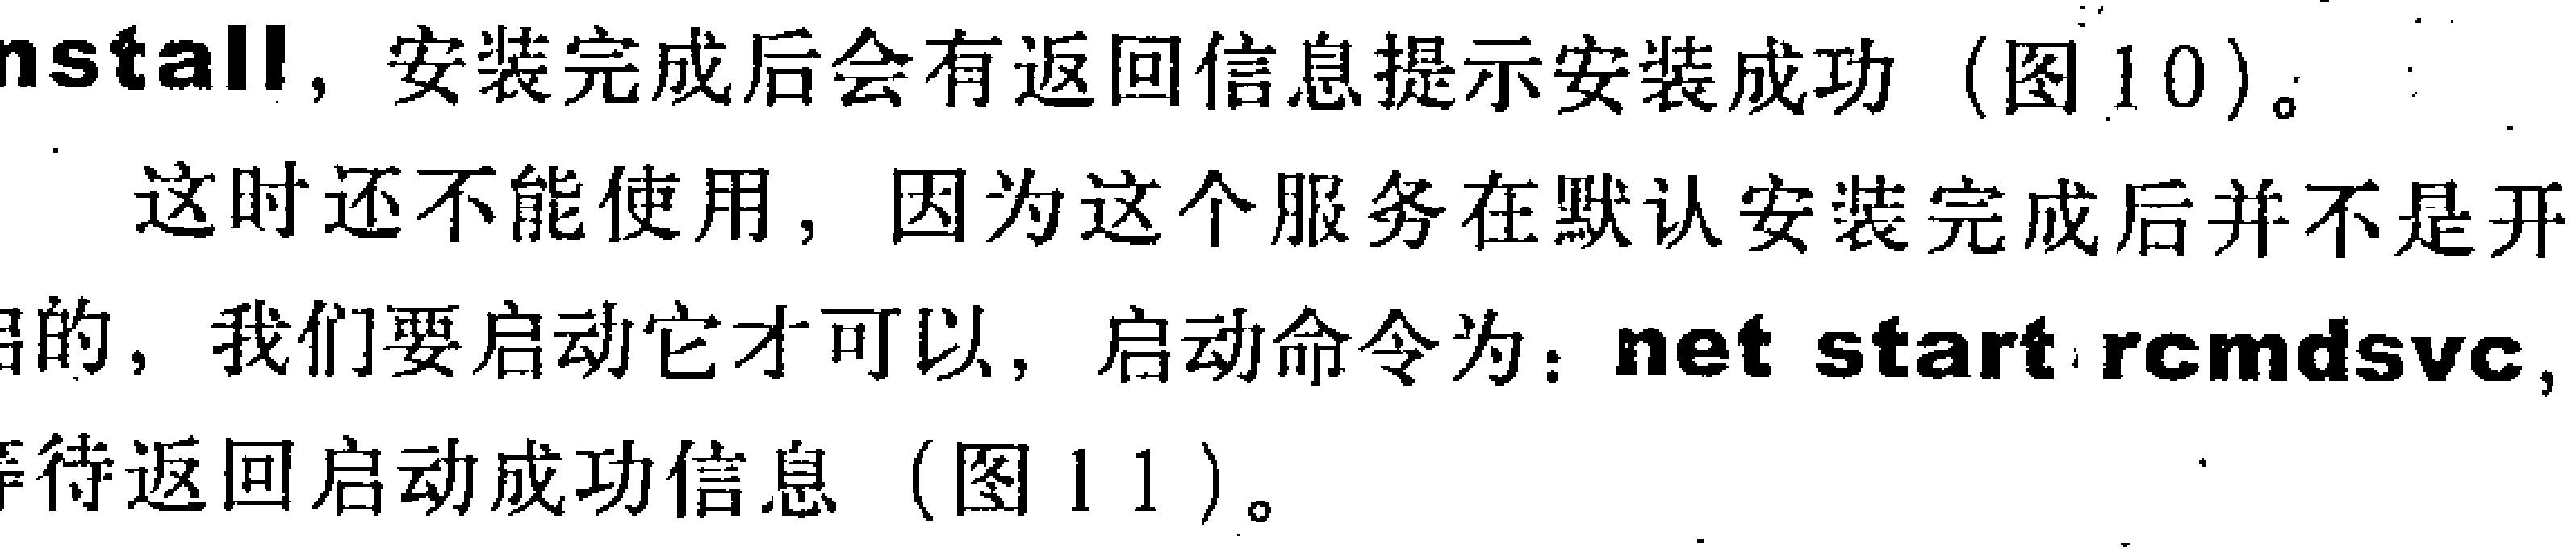 nstall，安装完成后会有返回信息提示安装成功（图10）。
这时还不能使用，因为这个服务在默认安装完成后并不是开
启的，我们要启动它才可以，启动命令为：net start rcmdsvc，
等待返回启动成功信息（图11）。